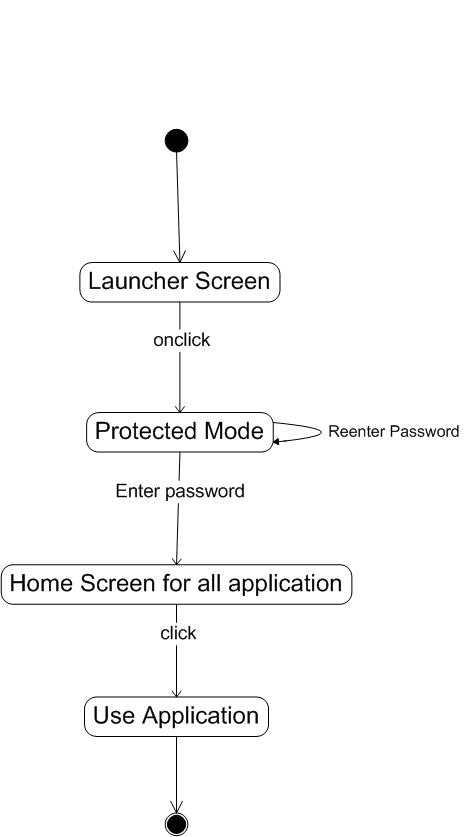 Launcher Screen
onclick
Protected Mode
Reenter Password
Enter password
Home Screen for all application
click
Use Application